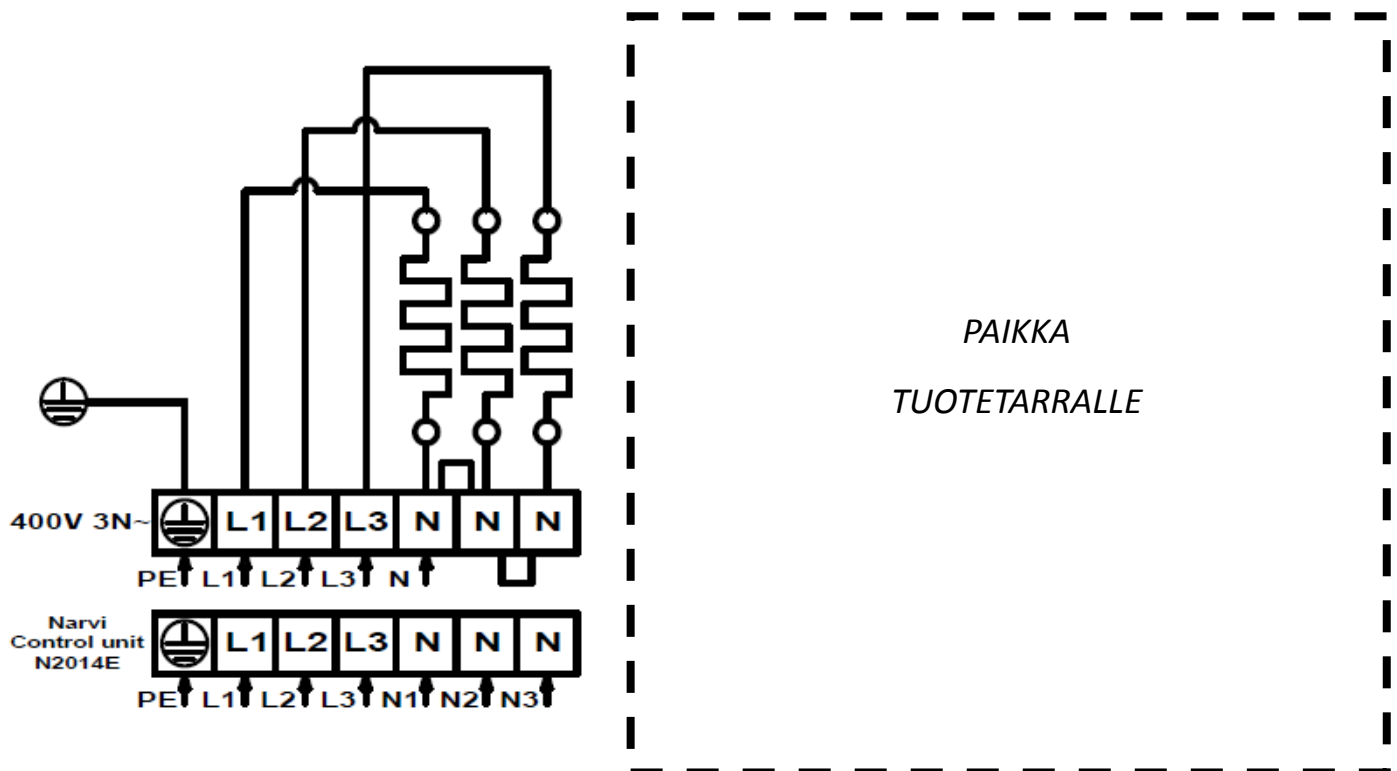 400V 3N~ L1 L2 L3 N N N
PE L1 L2 L3 N
Narvi
Control unit
N2014E
L1 L2 L3 N N N
PE L1 L2 L3 N1 N2 N3
PAIKKA
TUOTETARRALLE